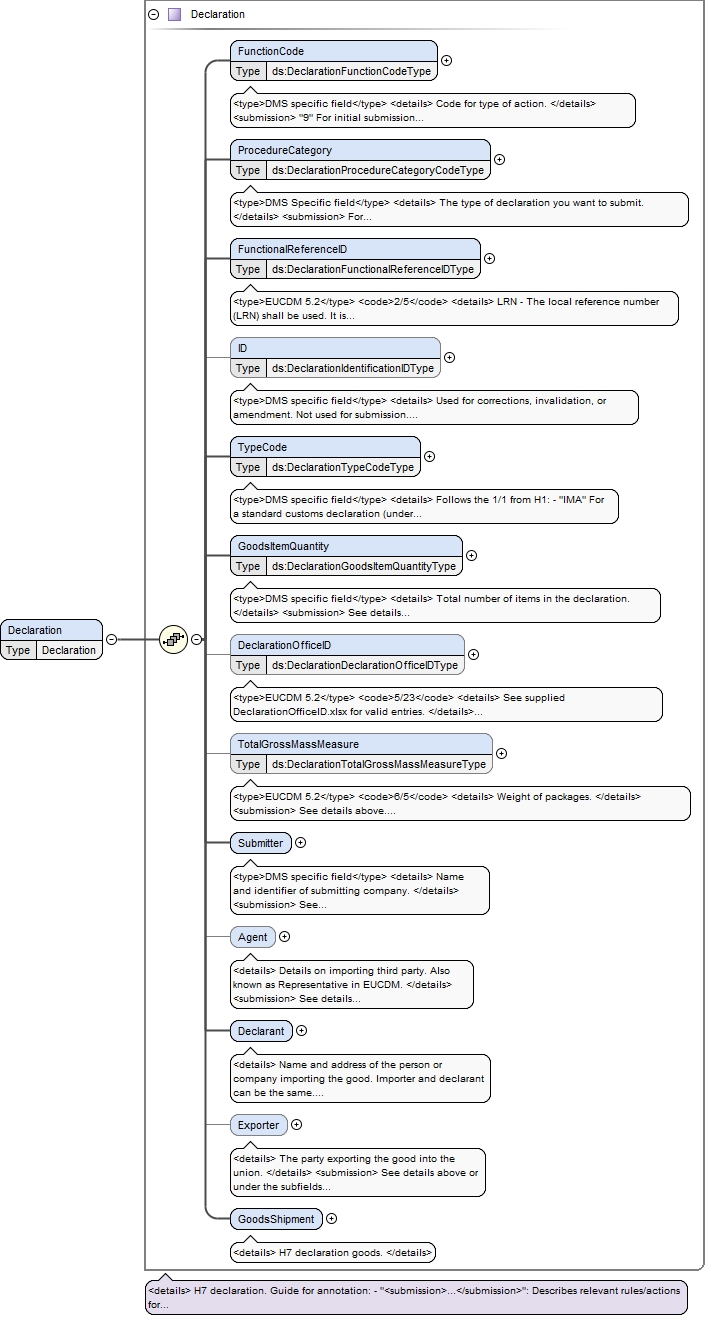 Declaration
FunctionCode
Type ds:DeclarationFunctionCodeType
<type>DMS specific field</type> <details> Code for type of action. </details>
<submission> "9" For initial submission...
ProcedureCategory
Type ds:DeclarationProcedureCategoryCodeType
<type>DMS Specific field</type> <details> The type of declaration you want to submit.
</details> <submission> For...
FunctionalReferenceID
Type ds:DeclarationFunctionalReferenceIDType
<type>EUCDM 5.2</type> <code>2/5</code> <details> LRN - The local reference number
(LRN) shall be used. It is...
ID
Type ds:DeclarationIdentificationIDType
<type>DMS specific field</type> <details> Used for corrections, invalidation, or
amendment. Not used for submission....
TypeCode
Type ds:DeclarationTypeCodeType
<type>DMS specific field</type> <details> Follows the 1/1 from H1: - "IMA" For
a standard customs declaration (under...
GoodsItemQuantity
Type ds:DeclarationGoodsItemQuantityType
<type>DMS specific field</type> <details> Total number of items in the declaration.
</details> <submission> See details...
Declaration
Type Declaration
DeclarationOfficeID
Type ds:DeclarationDeclarationOfficeIDType
<type>EUCDM 5.2</type> <code>5/23</code> <details> See supplied
DeclarationOfficeID.xlsx for valid entries. </details>...
TotalGrossMassMeasure
Type ds:DeclarationTotalGrossMassMeasureType
<type>EUCDM 5.2</type> <code>6/5</code> <details> Weight of packages. </details>
<submission> See details above....
Submitter
<type>DMS specific field</type> <details> Name
and identifier of submitting company. </details>
<submission> See...
Agent
<details> Details on importing third party. Also
known as Representative in EUCDM. </details>
<submission> See details...
Declarant
<details> Name and address of the person or
company importing the good. Importer and declarant
can be the same....
Exporter
<details> The party exporting the good into the
union. </details> <submission> See details above or
under the subfields...
GoodsShipment
<details> H7 declaration goods. </details>
<details> H7 declaration. Guide for annotation: - "<submission>...</submission>": Describes relevant rules/actions
for...